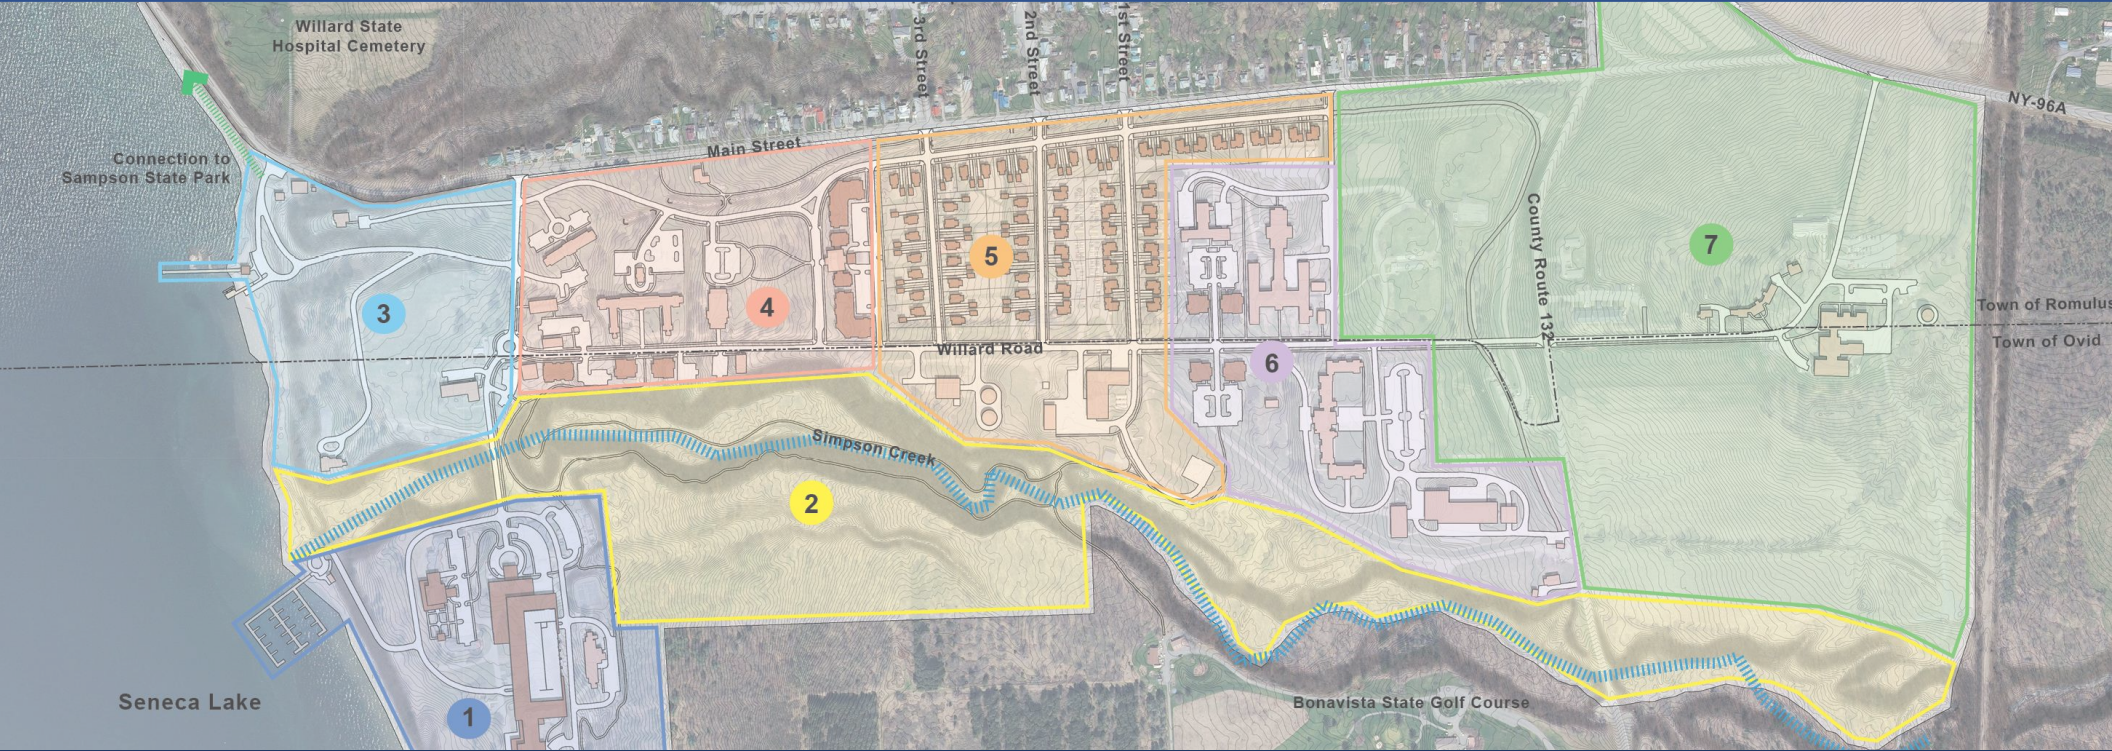 Willard State
Hospital Cemetery
3rd Street
2nd Street
1st Street
NY-96A
Main Street
Connection to
Sampson State Park
County Route 132
7
5
3
4
Town of Romulus
Town of Ovid
Willard Road
6
Simpson Creek
2
Seneca Lake
1
Bonavista State Golf Course